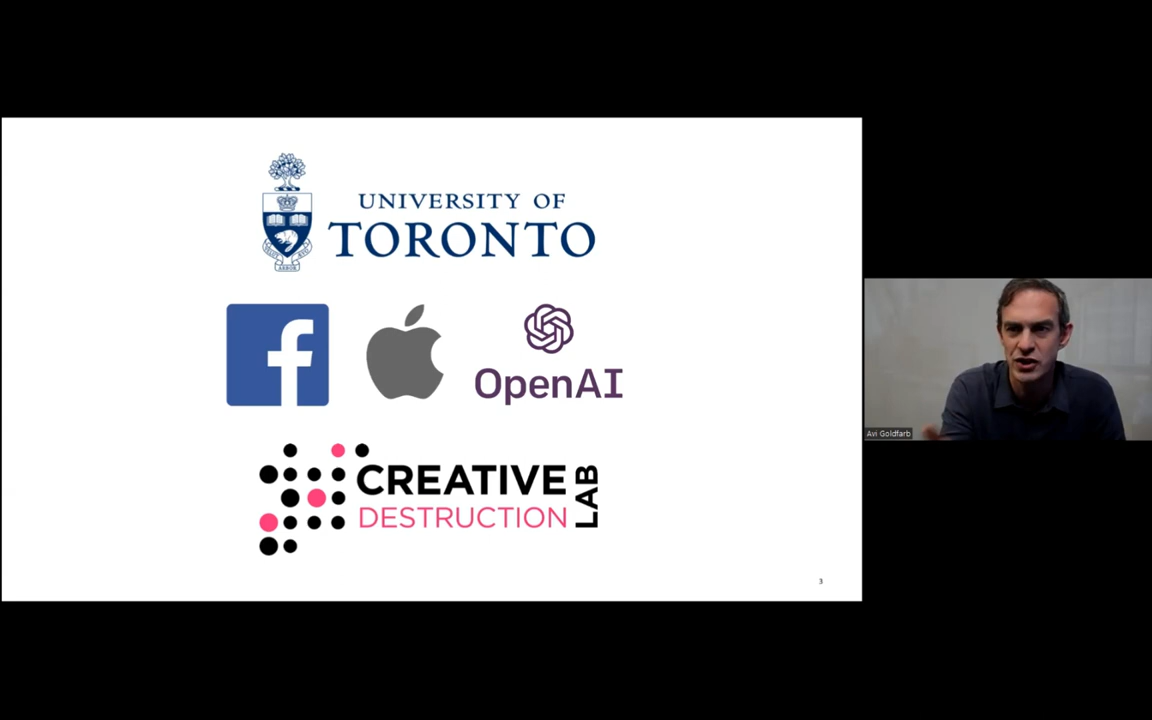 UNIVERSITY OF
TORONTO
OpenAI
CREATIVE
DESTRUCTION
LAB
3
Avi Goldfarb